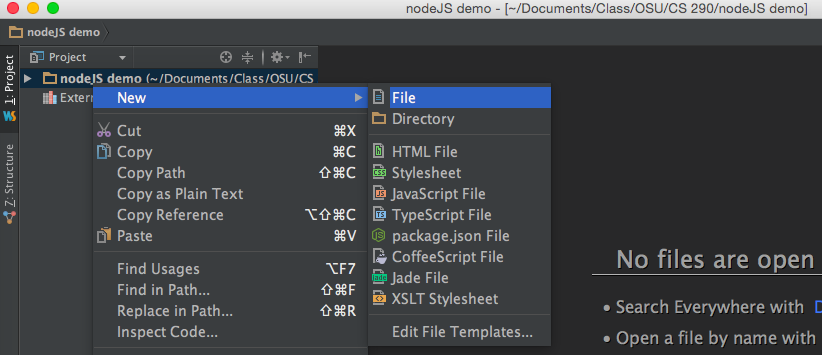 nodeJS demo - [~/Documents/Class/OSU/CS 290/nodeJS demo]
nodeJS demo
1: Project
Z: Structure
Project
nodeJS demo (~/Documents/Class/OSU/CS
Extern
New
Cut ⌘X
Copy ⌘C
Copy Path ⇧⌘C
Copy as Plain Text
Copy Reference ⌥⇧⌘C
Paste ⌘V
Find Usages ⌥F7
Find in Path... ⇧⌘F
Replace in Path... ⇧⌘R
Inspect Code...
File
Directory
HTML File
Stylesheet
JavaScript File
TypeScript File
package.json File
CoffeeScript File
Jade File
XSLT Stylesheet
Edit File Templates...
No files are open
• Search Everywhere with
• Open a file by name with